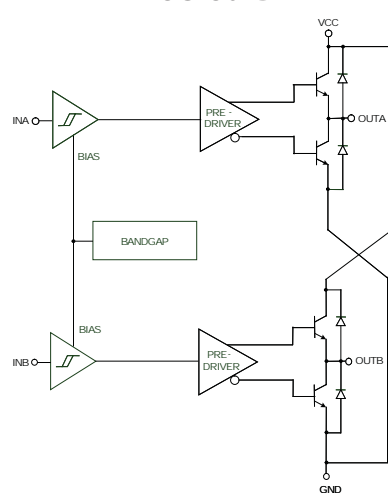 VCC
INA
PRE -
DRIVER
OUTA
BIAS
BANDGAP
BIAS
INB
PRE-
DRIVER
OUTB
GND